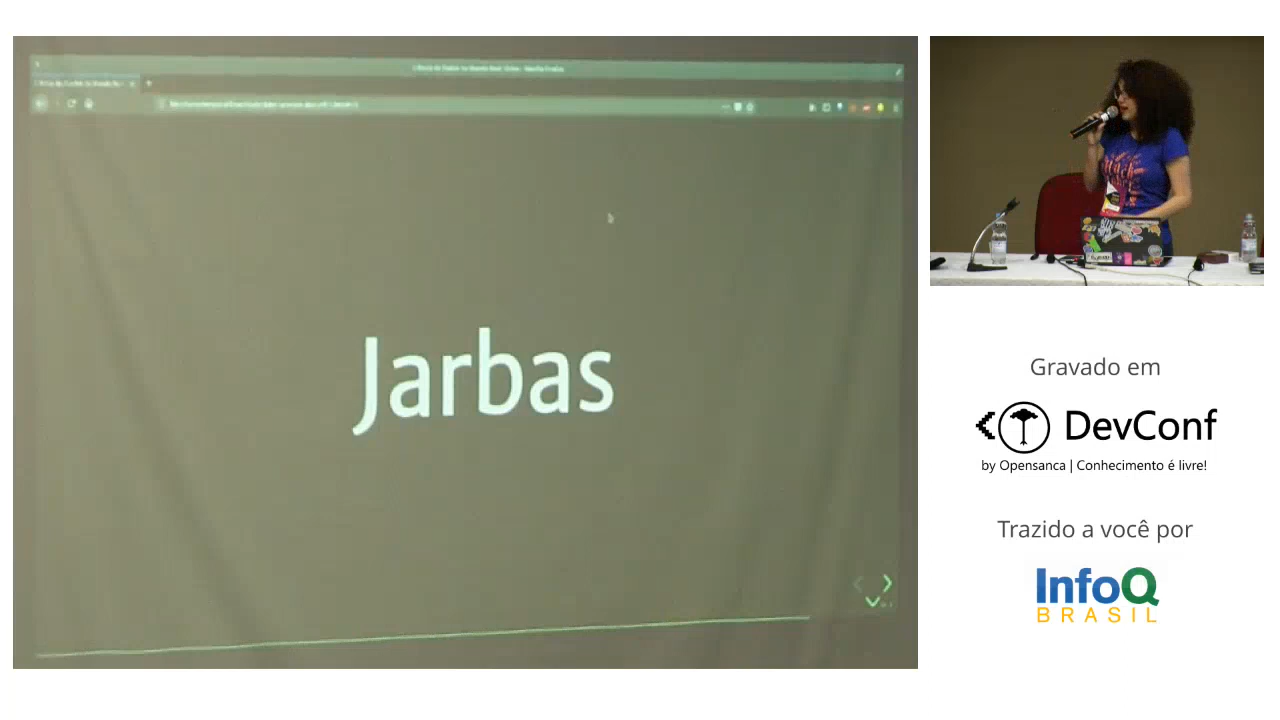 Jarbas
Gravado em
DevConf
by Opensanca | Conhecimento é livre!
Trazido a você por
InfoQ
BRASIL